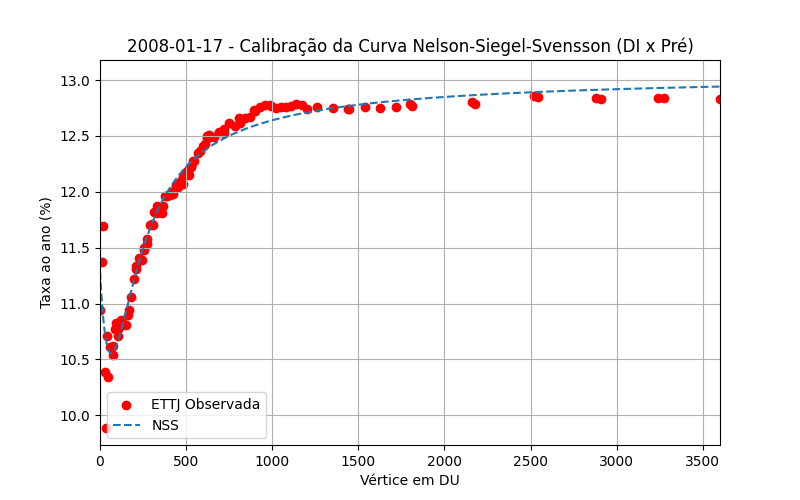 2008-01-17 - Calibração da Curva Nelson-Siegel-Svensson (DI x Pré)
Taxa ao ano (%)
13.0
12.5
12.0
11.5
11.0
10.5
10.0
ETTJ Observada
NSS
0 500 1000 1500 2000 2500 3000 3500
Vértice em DU